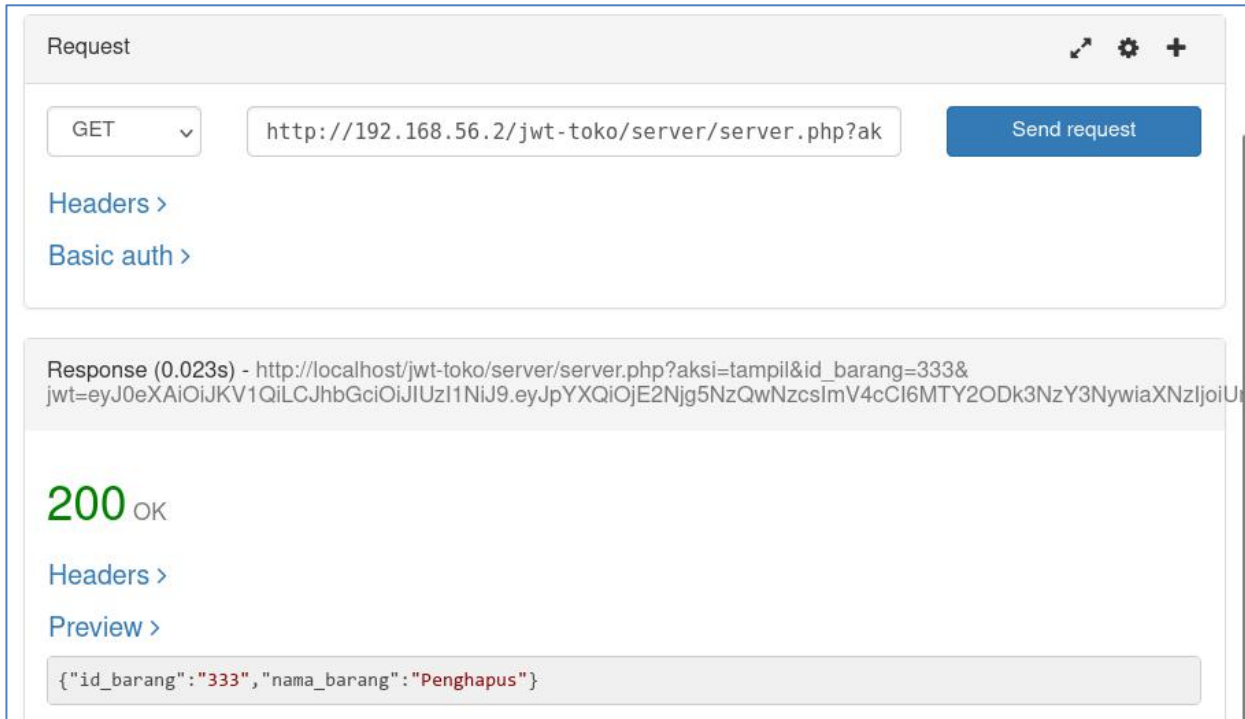 Request
GET
http://192.168.56.2/jwt-toko/server/server.php?ak
Send request
Headers >
Basic auth >
Response (0.023s) - http://localhost/jwt-toko/server/server.php?aksi=tampil&id_barang=333&
jwt=eyJ0eXAiOiJKV1QiLCJhbGciOiJIUzI1NiJ9.eyJpYXQiOjE2Njg5NzQwNzcsImV4cCI6MTY2ODk3NzY3NywiaXNzIjoiUn
200 OK
Headers >
Preview >
{"id_barang":"333","nama_barang":"Penghapus"}